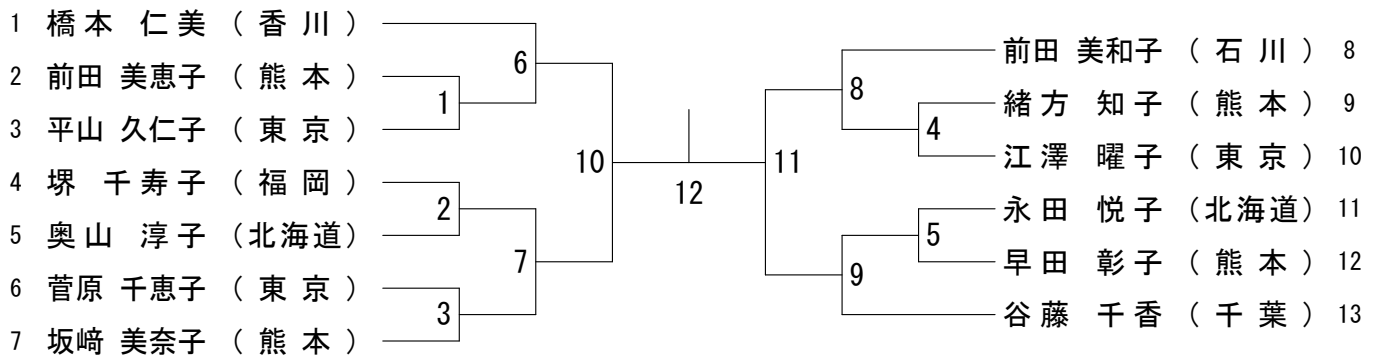 1 橋本 仁美 ( 香川 )
2 前田 美恵子 ( 熊本 )
3 平山 久仁子 ( 東京 )
4 堺 千寿子 ( 福岡 )
5 奥山 淳子 (北海道)
6 菅原 千恵子 ( 東京 )
7 坂﨑 美奈子 ( 熊本 )
6
1
2
7
3
10
12
11
8
4
5
9
前田 美和子 ( 石川 ) 8
緒方 知子 ( 熊本 ) 9
江澤 曜子 ( 東京 ) 10
永田 悦子 (北海道) 11
早田 彰子 ( 熊本 ) 12
谷藤 千香 ( 千葉 ) 13